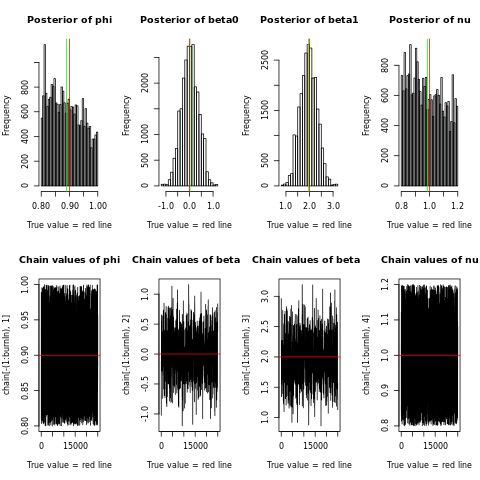 Posterior of phi
Posterior of beta0
Posterior of beta1
Posterior of nu
Frequency
0 200 400 600 800
0.80 0.90 1.00
True value = red line
Frequency
0 1000 2500
-1.0 0.0 1.0
True value = red line
Frequency
0 500 1500 2500
1.0 2.0 3.0
True value = red line
Frequency
0 200 400 600 800
0.8 1.0 1.2
True value = red line
Chain values of phi
Chain values of beta
Chain values of beta
Chain values of nu
chain[-(1:burnIn), 1]
0.80 0.85 0.90 0.95 1.00
0 15000
True value = red line
chain[-(1:burnIn), 2]
-1.0 -0.5 0.0 0.5 1.0
0 15000
True value = red line
chain[-(1:burnIn), 3]
1.0 1.5 2.0 2.5 3.0
0 15000
True value = red line
chain[-(1:burnIn), 4]
0.8 0.9 1.0 1.1 1.2
0 15000
True value = red line